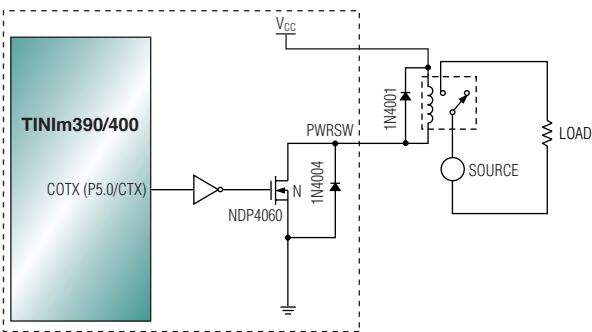 VCC
TINIm390/400
1N4001
PWRSW
LOAD
COTX (P5.0/CTX)
N
1N4004
SOURCE
NDP4060